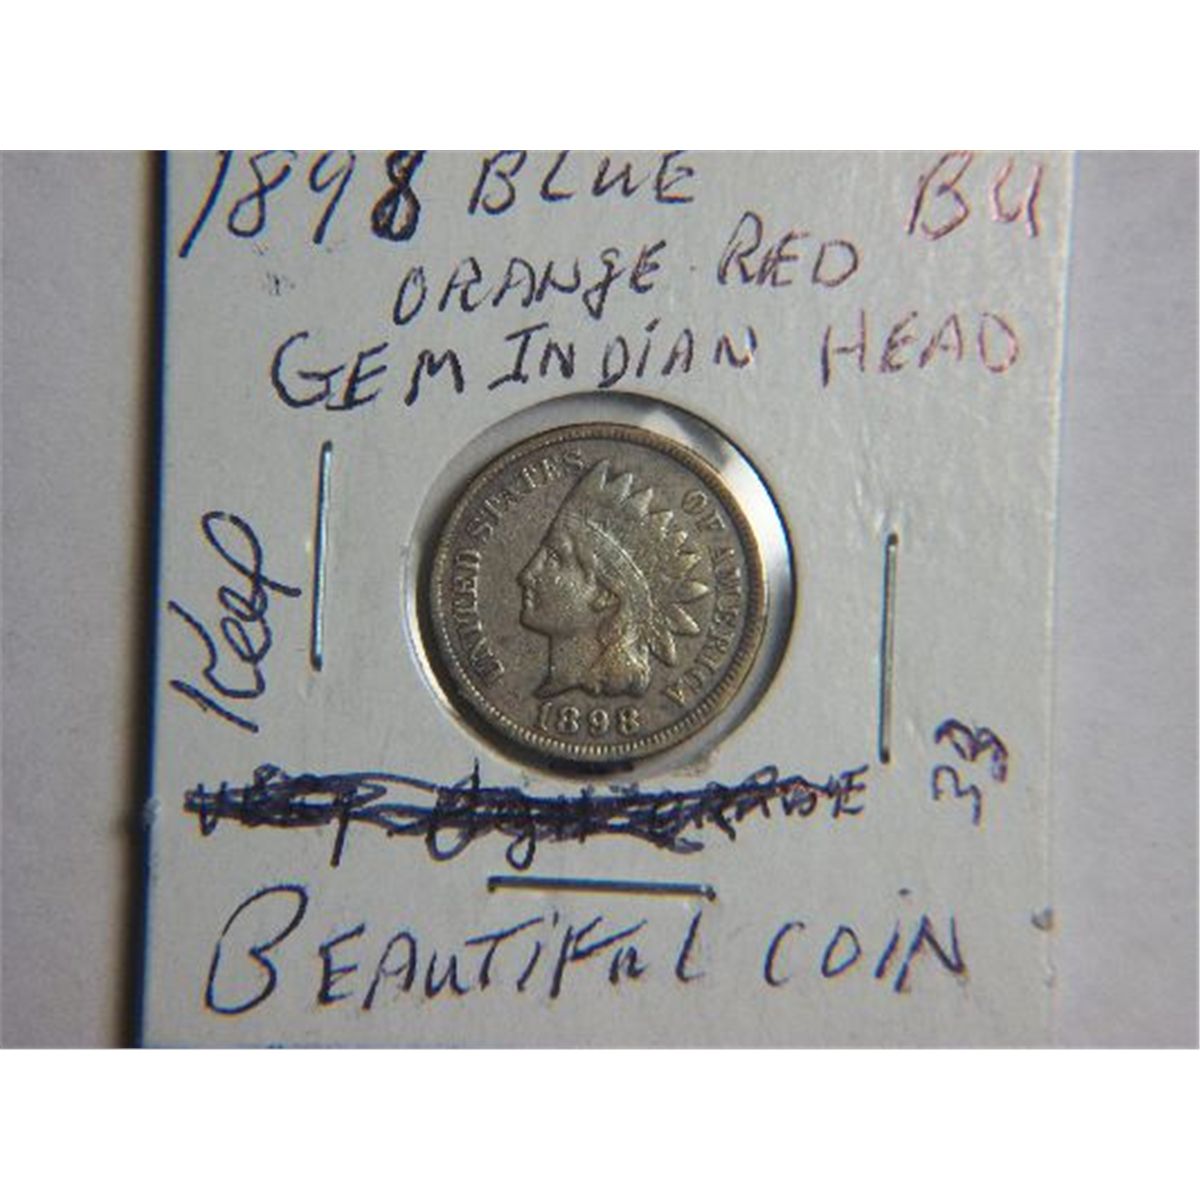 1898 BLUE BU
ORANGE RED
GEM INDIAN HEAD
Keep
UNITED STATES OF AMERICA
1898
33
BEAUTIFUL COIN